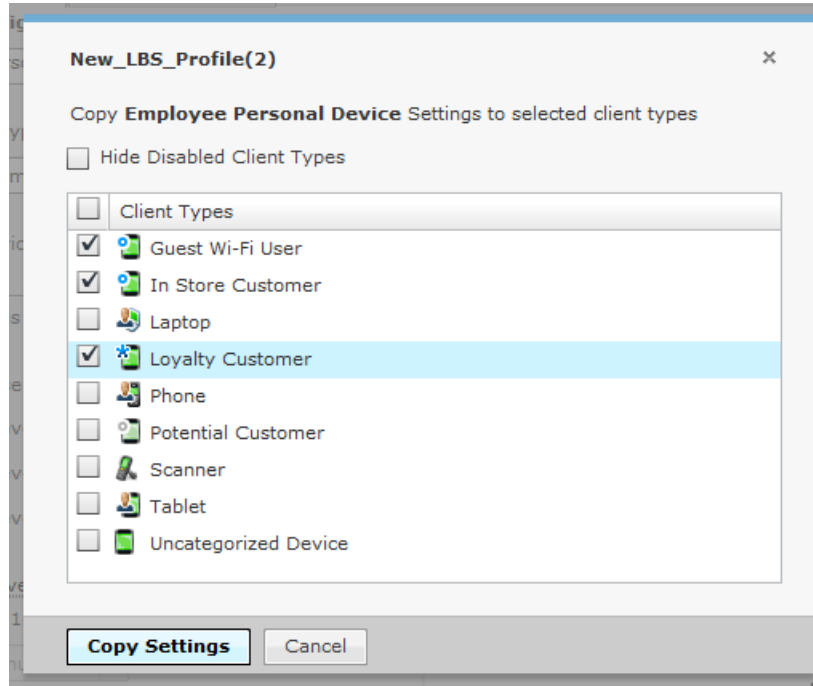 New_LBS_Profile(2)
Copy Employee Personal Device Settings to selected client types
Hide Disabled Client Types
Client Types
Guest Wi-Fi User
In Store Customer
Laptop
Loyalty Customer
Phone
Potential Customer
Scanner
Tablet
Uncategorized Device
Copy Settings
Cancel